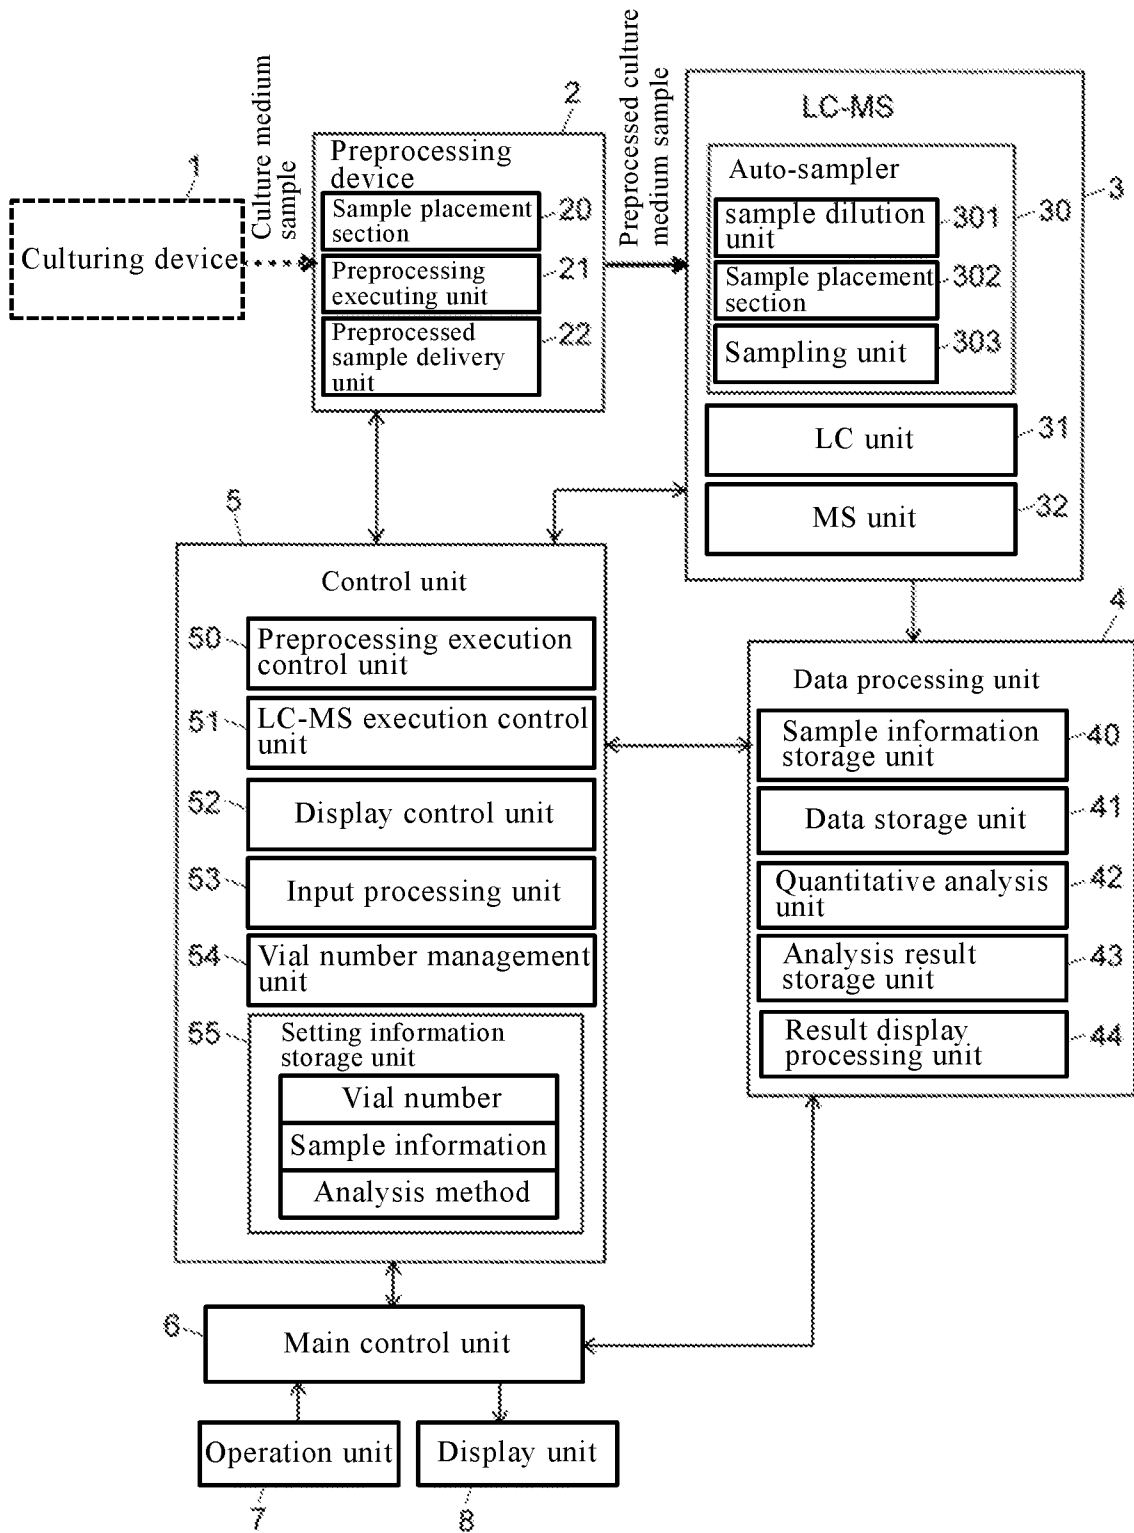 1
Culturing device
Culture medium
sample
2
Preprocessing
device
Sample placement
section
20
Preprocessing
executing unit
21
Preprocessed
sample delivery
unit
22
Preprocessed culture
medium sample
LC-MS
3
Auto-sampler
30
sample dilution
unit
301
Sample placement
section
302
Sampling unit
303
LC unit
31
MS unit
32
5
Control unit
50
Preprocessing execution
control unit
51
LC-MS execution control
unit
52
Display control unit
53
Input processing unit
54
Vial number management
unit
55
Setting information
storage unit
Vial number
Sample information
Analysis method
4
Data processing unit
Sample information
storage unit
40
Data storage unit
41
Quantitative analysis
unit
42
Analysis result
storage unit
43
Result display
processing unit
44
6
Main control unit
Operation unit
7
Display unit
8